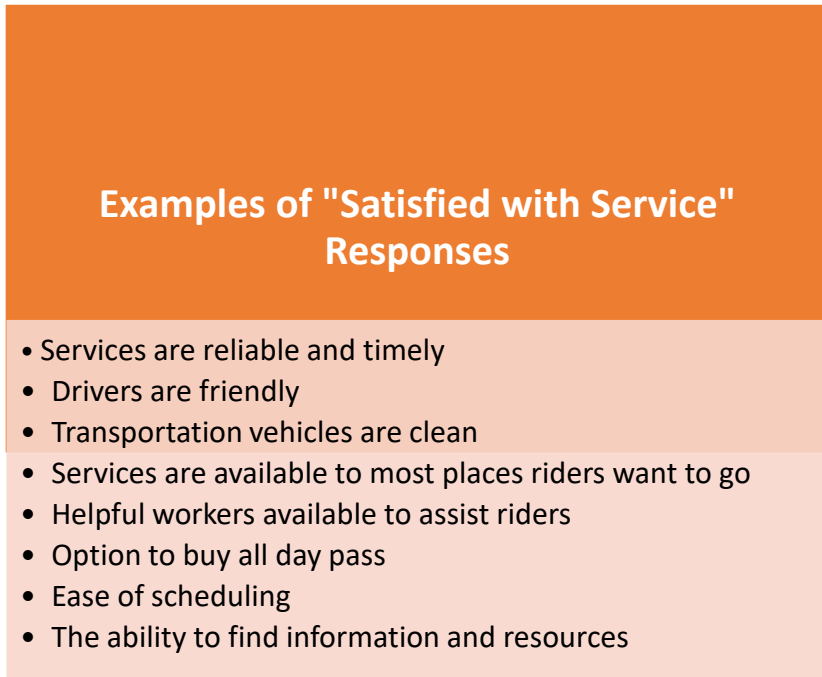 Examples of "Satisfied with Service"
Responses
• Services are reliable and timely
• Drivers are friendly
• Transportation vehicles are clean
• Services are available to most places riders want to go
• Helpful workers available to assist riders
• Option to buy all day pass
• Ease of scheduling
• The ability to find information and resources